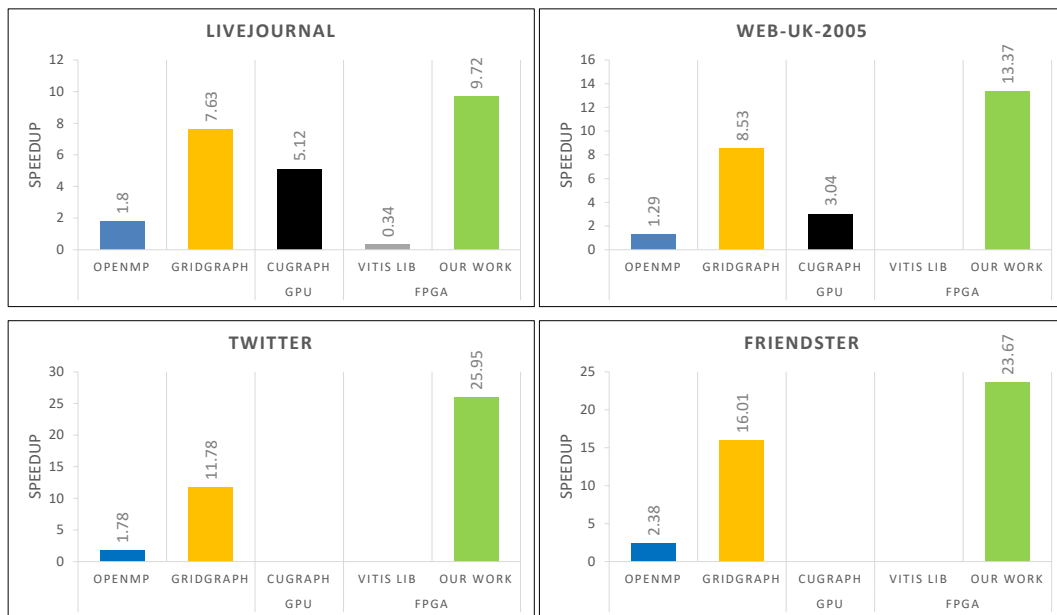 LIVEJOURNAL
SPEEDUP
12
10
8
6
4
2
0
1.8
7.63
5.12
0.34
9.72
OPENMP GRIDGRAPH CUGRAPH VITIS LIB OUR WORK
GPU FPGA
WEB-UK-2005
SPEEDUP
16
14
12
10
8
6
4
2
0
1.29
8.53
3.04
13.37
OPENMP GRIDGRAPH CUGRAPH VITIS LIB OUR WORK
GPU FPGA
TWITTER
SPEEDUP
30
25
20
15
10
5
0
1.78
11.78
25.95
OPENMP GRIDGRAPH CUGRAPH VITIS LIB OUR WORK
GPU FPGA
FRIENDSTER
SPEEDUP
25
20
15
10
5
0
2.38
16.01
23.67
OPENMP GRIDGRAPH CUGRAPH VITIS LIB OUR WORK
GPU FPGA